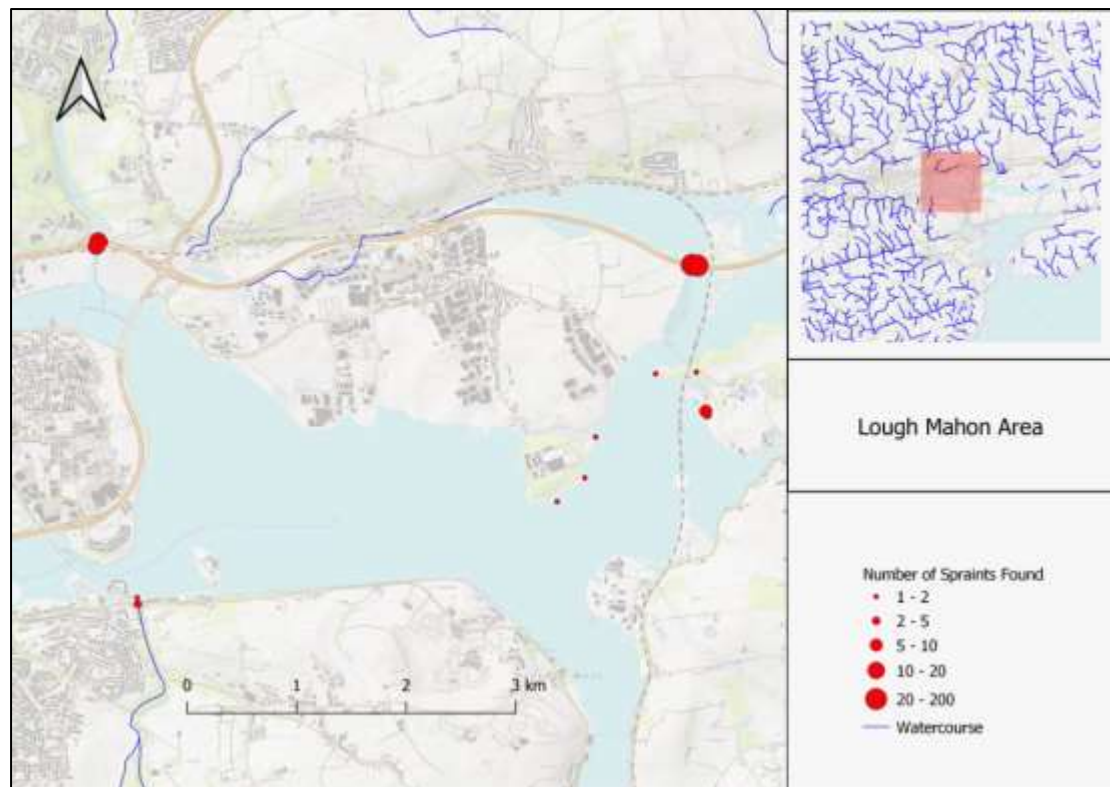 Lough Mahon Area
Number of Spraints Found
1 - 2
2 - 5
5 - 10
10 - 20
20 - 200
Watercourse
0 1 2 3 km